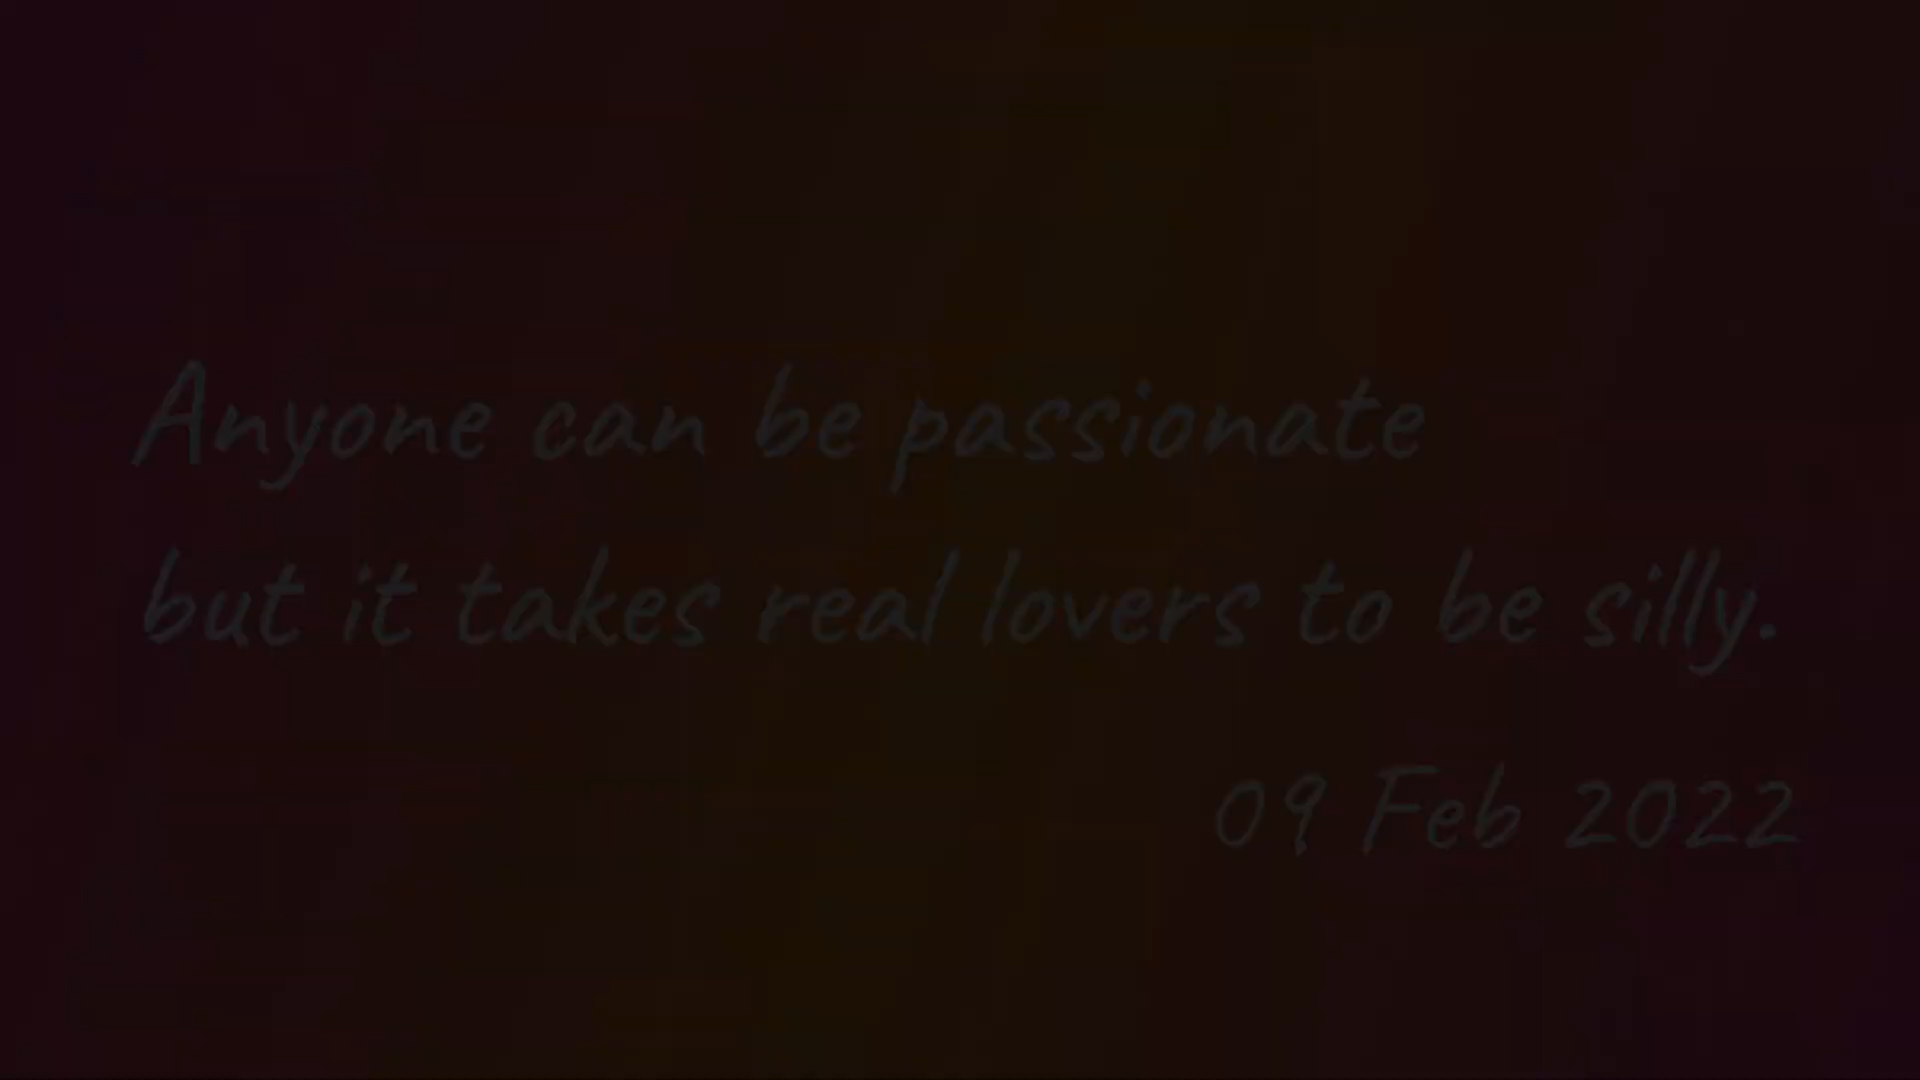 Anyone can be passionate
but it takes real lovers to be silly.
09 Feb 2022